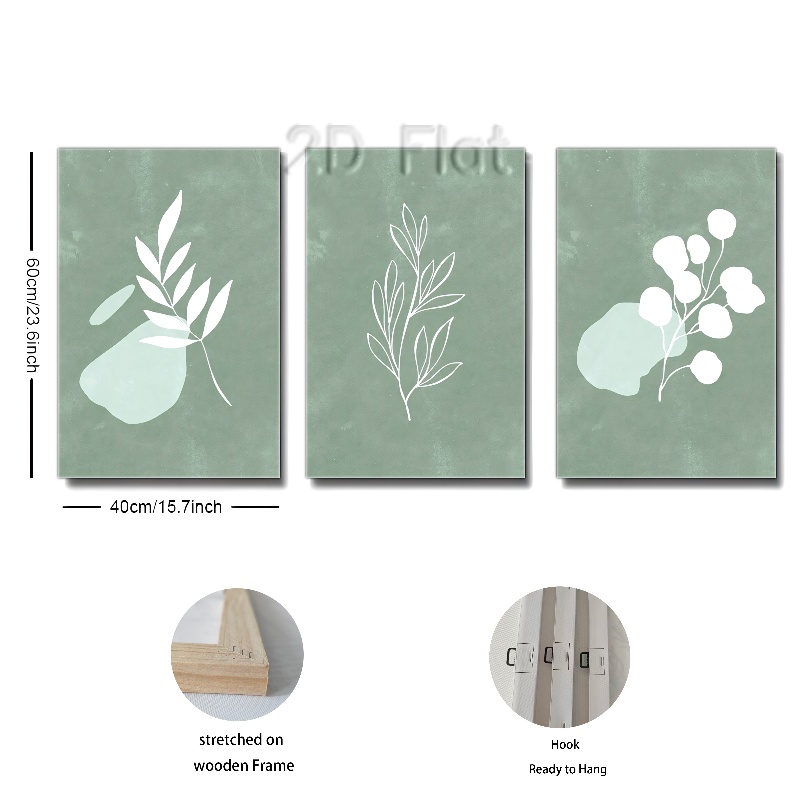 2D Flat
60cm/23.6inch
40cm/15.7inch
stretched on
wooden Frame
Hook
Ready to Hang